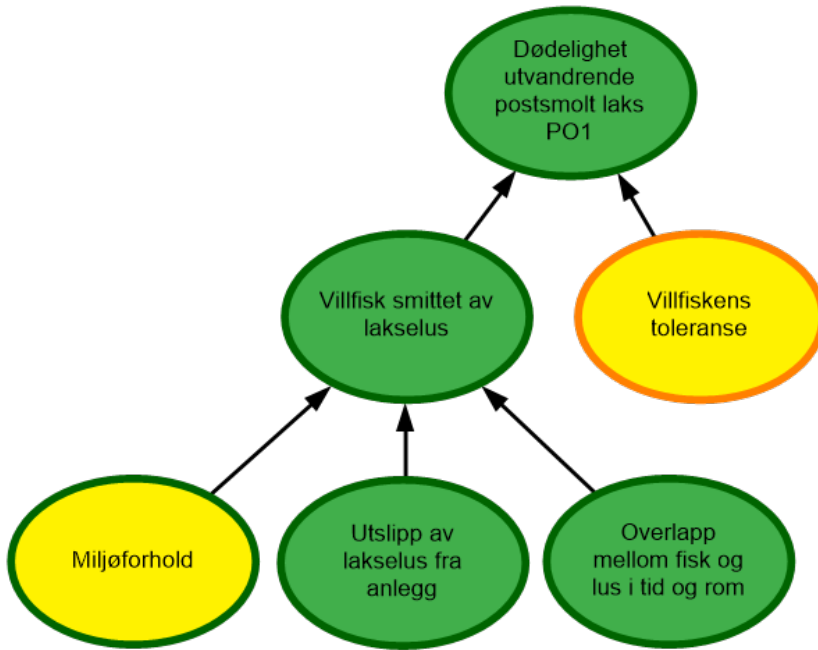 Dødelighet
utvandrende
postsmolt laks
PO1
Villfisk smittet av
lakselus
Villfiskens
toleranse
Miljøforhold
Utslipp av
lakselus fra
anlegg
Overlapp
mellom fisk og
lus i tid og rom